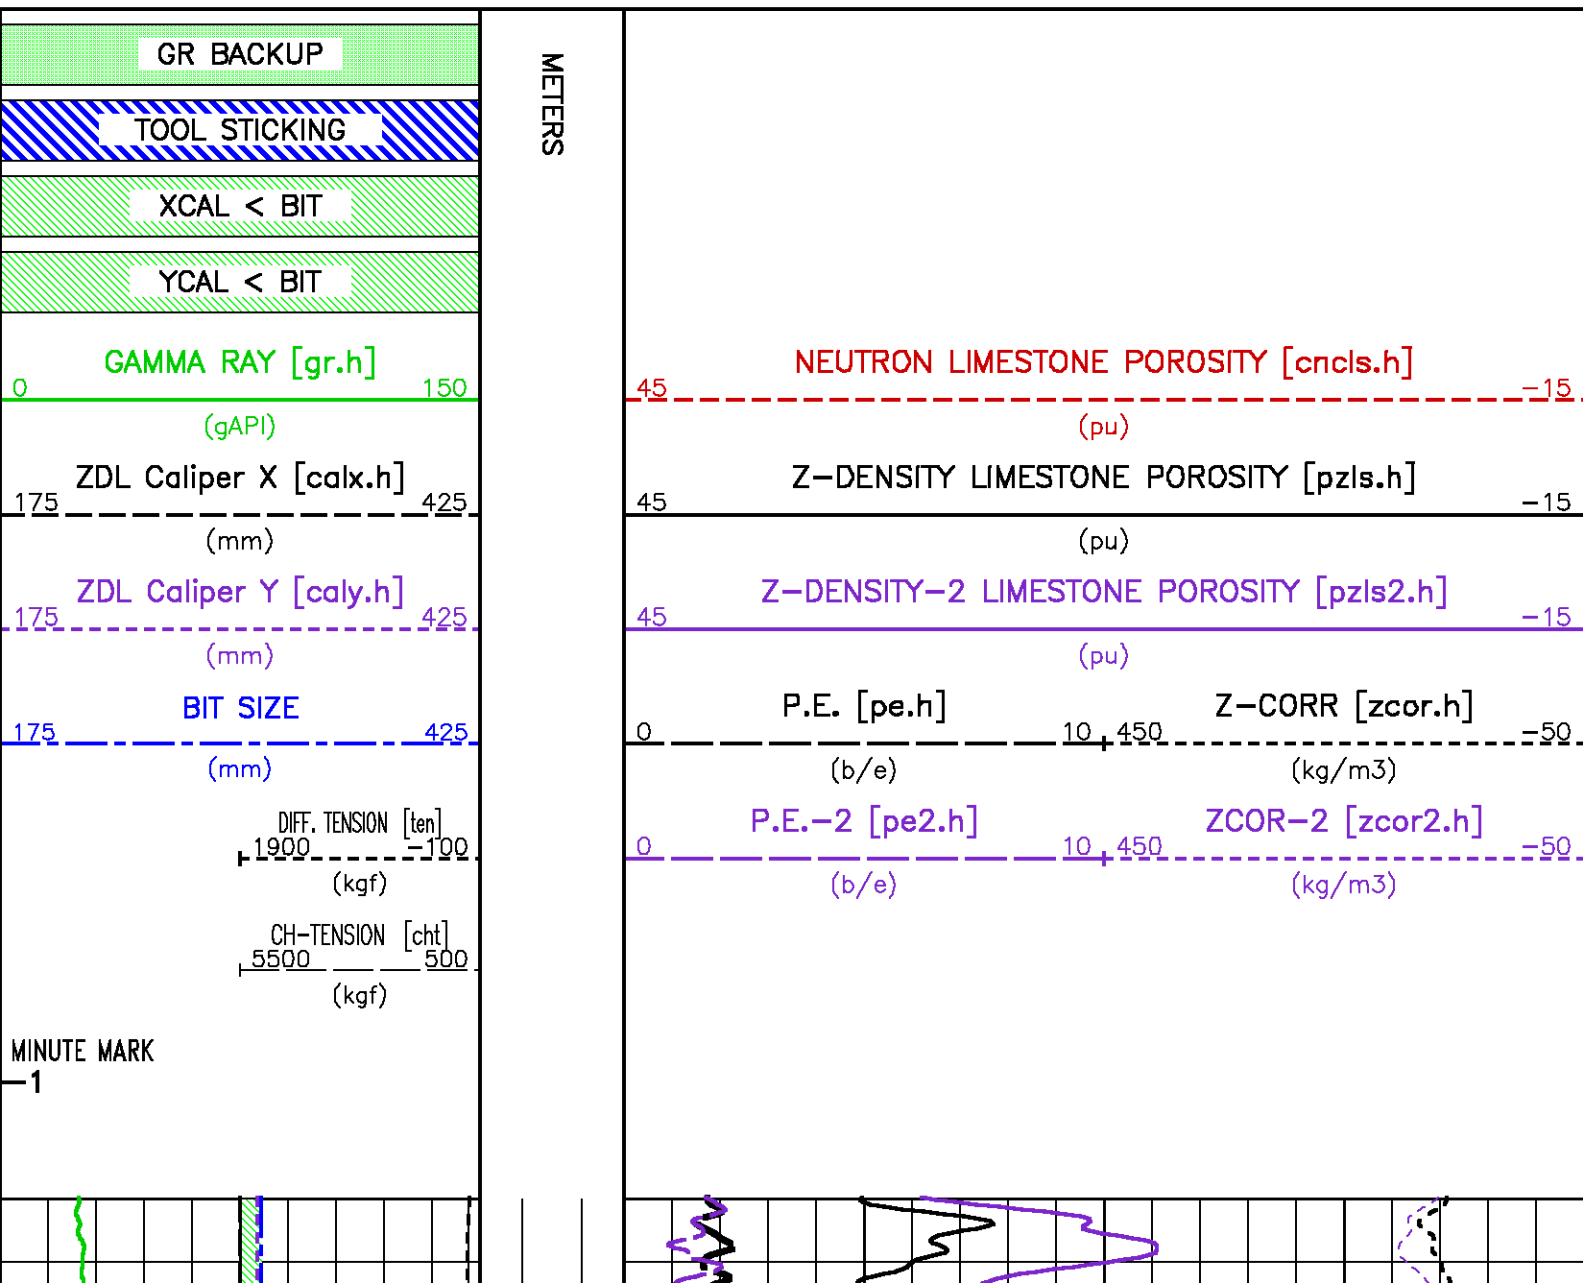 GR BACKUP
TOOL STICKING
XCAL < BIT
YCAL < BIT
GAMMA RAY [gr.h]
0 150
(gAPI)
ZDL Caliper X [calx.h]
175 425
(mm)
ZDL Caliper Y [caly.h]
175 425
(mm)
BIT SIZE
175 425
(mm)
DIFF. TENSION [ten]
1900 -100
(kgf)
CH-TENSION [cht]
5500 500
(kgf)
MINUTE MARK
1
METERS
NEUTRON LIMESTONE POROSITY [cncls.h]
45 -15
(pu)
Z-DENSITY LIMESTONE POROSITY [pzls.h]
45 -15
(pu)
Z-DENSITY-2 LIMESTONE POROSITY [pzls2.h]
45 -15
(pu)
P.E. [pe.h] Z-CORR [zcor.h]
0 10 450 -50
(b/e) (kg/m3)
P.E.-2 [pe2.h] ZCOR-2 [zcor2.h]
0 10 450 -50
(b/e) (kg/m3)